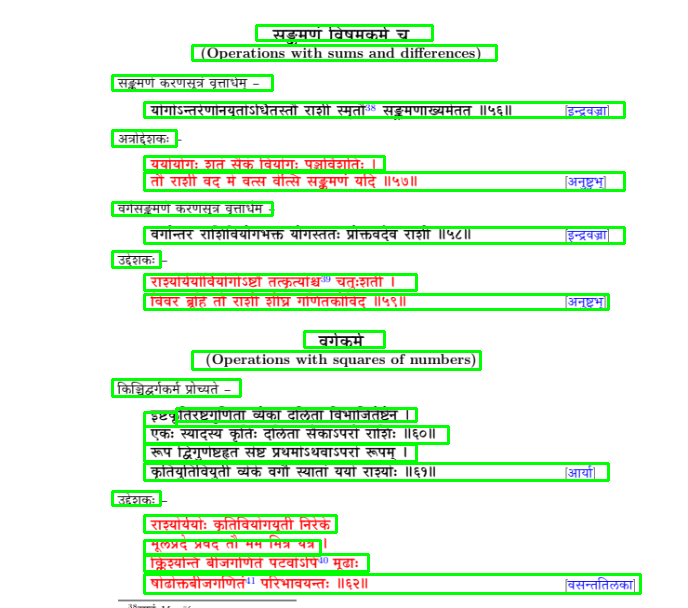 सङ्क्रमणं विषमकर्म च
(Operations with sums and differences)
सङ्क्रमणे करणसूत्रं वृत्तार्धम् –
योगोऽन्तरेणोनयुतोऽर्धितस्तौ राशी स्मृतौ³⁸ सङ्क्रमणाख्यमेतत् ॥५६॥ [इन्द्रवज्रा]
अत्रोद्देशकः –
ययोर्योगः शतं सैकं वियोगः पञ्चविंशतिः ।
तौ राशी वद मे वत्स वेत्सि सङ्क्रमणं यदि ॥५७॥ [अनुष्टुभ्]
वर्गसङ्क्रमणे करणसूत्रं वृत्तार्धम् –
वर्गान्तरं राशिवियोगभक्तं योगस्ततः प्रोक्तवदेव राशी ॥५८॥ [इन्द्रवज्रा]
उद्देशकः –
राश्योर्ययोर्वियोगोऽष्टौ तत्कृत्योश्च³⁹ चतुःशती ।
विवरं ब्रूहि तौ राशी शीघ्रं गणितकोविद ॥५९॥ [अनुष्टुभ्]
वर्गकर्म
(Operations with squares of numbers)
किञ्चिद्वर्गकर्म प्रोच्यते –
इष्टकृतिरष्टगुणिता व्येका दलिता विभाजितेष्टेन ।
एकः स्यादस्य कृतिः दलिता सैकाऽपरो राशिः ॥६०॥
रूपं द्विगुणेष्टहृतं सेष्टं प्रथमोऽथवाऽपरो रूपम् ।
कृतियुतिवियुती व्येके वर्गौ स्यातां ययो राश्योः ॥६१॥ [आर्या]
उद्देशकः –
राश्योर्ययोः कृतिवियोगयुती निरेके
मूलप्रदे प्रवद तौ मम मित्र यत्र ।
क्लिश्यन्ति बीजगणिते पटवोऽपि⁴⁰ मूढाः
षोढोक्तबीजगणितं⁴¹ परिभावयन्तः ॥६२॥ [वसन्ततिलका]